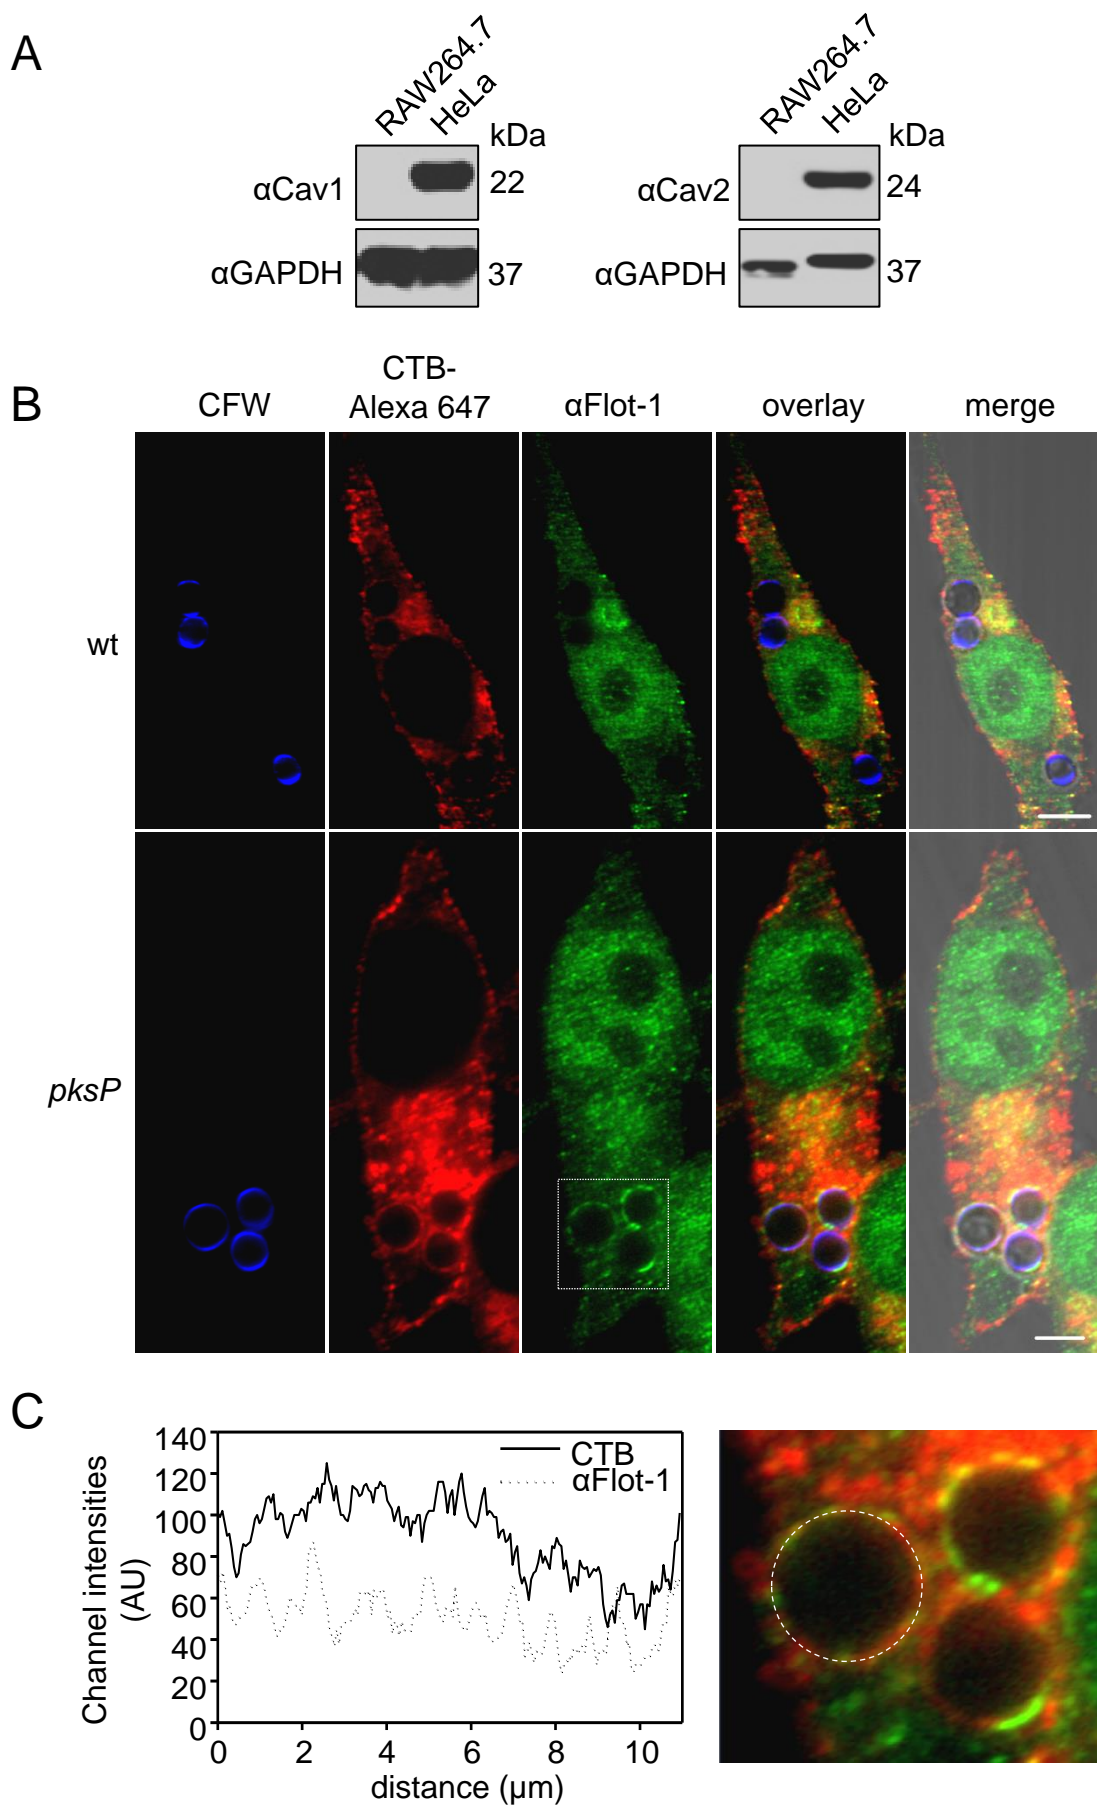 A
RAW264.7
HeLa
kDa
αCav1
22
αGAPDH
37
RAW264.7
HeLa
kDa
αCav2
24
αGAPDH
37
B
CFW
CTB-
Alexa 647
αFlot-1
overlay
merge
wt
pksP
C
Channel intensities
(AU)
140
120
100
80
60
40
20
0
CTB
αFlot-1
0 2 4 6 8 10
distance (µm)